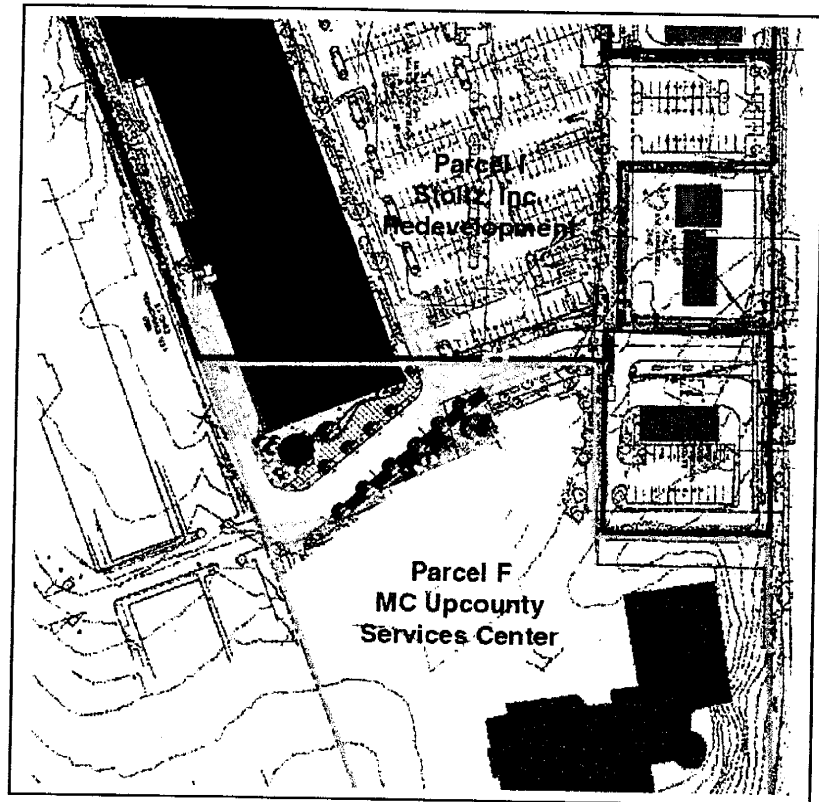 Parcel I
Stoltz, Inc.
Redevelopment
Parcel F
MC Upcounty
Services Center